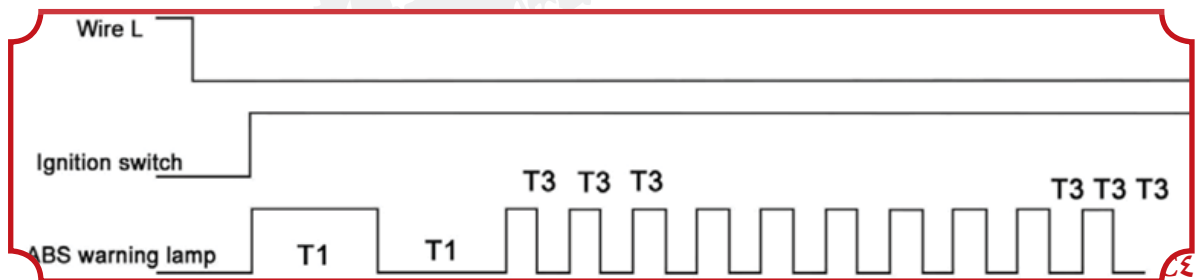 Wire L
Ignition switch
T3 T3 T3
T3 T3 T3
ABS warning lamp
T1
T1